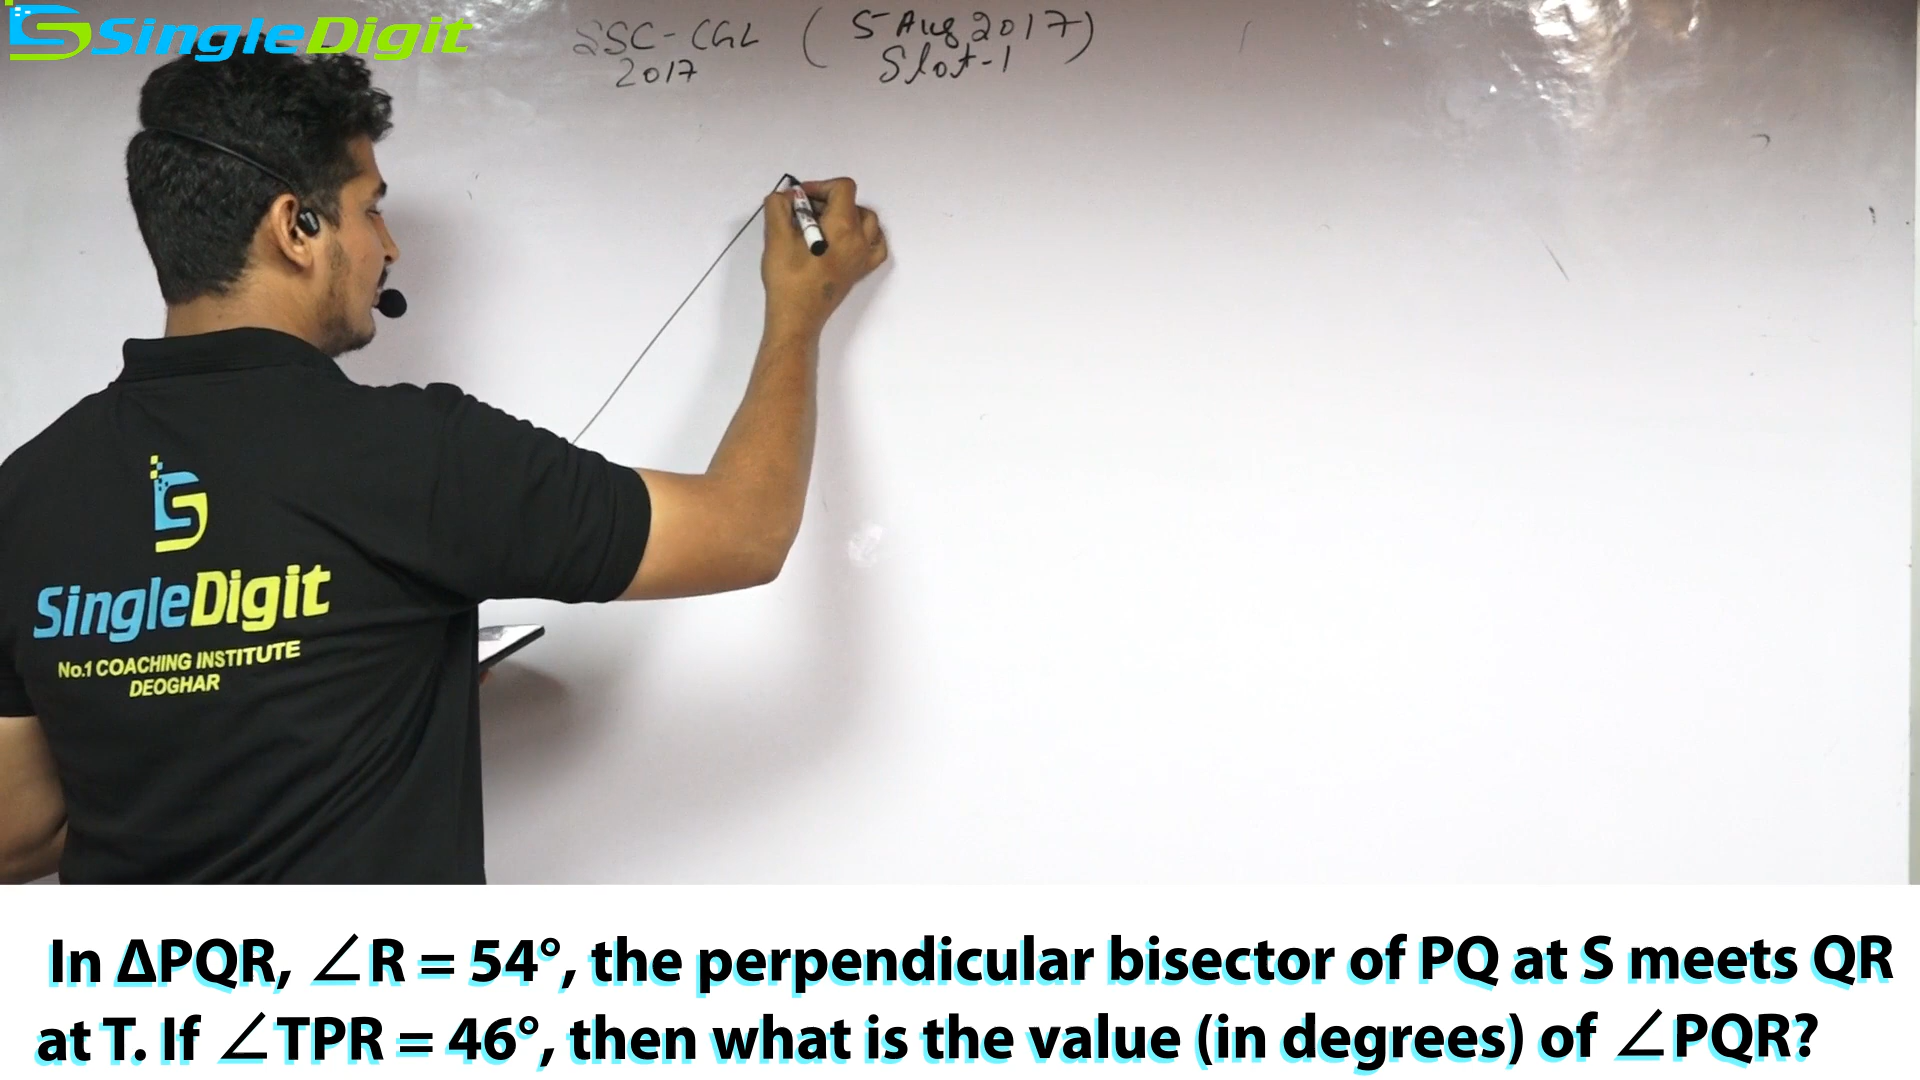 SingleDigit
SSC-CGL ( 5 Aug 2017)
2017 Slot-1
SingleDigit
No.1 COACHING INSTITUTE
DEOGHAR
In ΔPQR, ∠R = 54°, the perpendicular bisector of PQ at S meets QR
at T. If ∠TPR = 46°, then what is the value (in degrees) of ∠PQR?